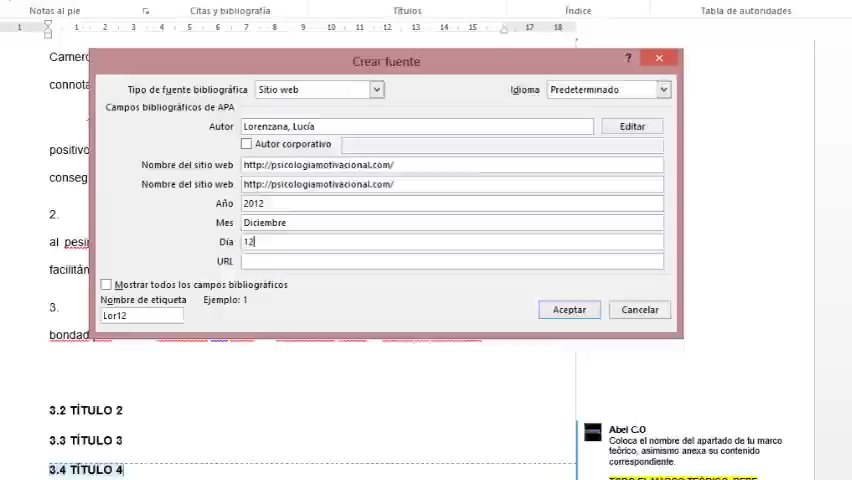 Notas al pie Citas y bibliografía Títulos Índice Tabla de autoridades
1 1 2 3 4 5 6 7 8 9 10 11 12 13 14 15 17 18
Crear fuente ?
Tipo de fuente bibliográfica Sitio web Idioma Predeterminado
Campos bibliográficos de APA
Autor Lorenzana, Lucía Editar
Autor corporativo
Nombre del sitio web http://psicologiamotivacional.com/
Nombre del sitio web http://psicologiamotivacional.com/
Año 2012
Mes Diciembre
Día 12
URL
Mostrar todos los campos bibliográficos
Nombre de etiqueta Ejemplo: 1
Lor12
Aceptar Cancelar
Camero
connota
positivo
conseg
2.
al pesi
facilitán
3.
bondad
3.2 TÍTULO 2
3.3 TÍTULO 3
3.4 TÍTULO 4
Abel C.O
Coloca el nombre del apartado de tu marco
teórico, asimismo anexa su contenido
correspondiente.
TODO EL MARCO TEÓRICO, DEBE